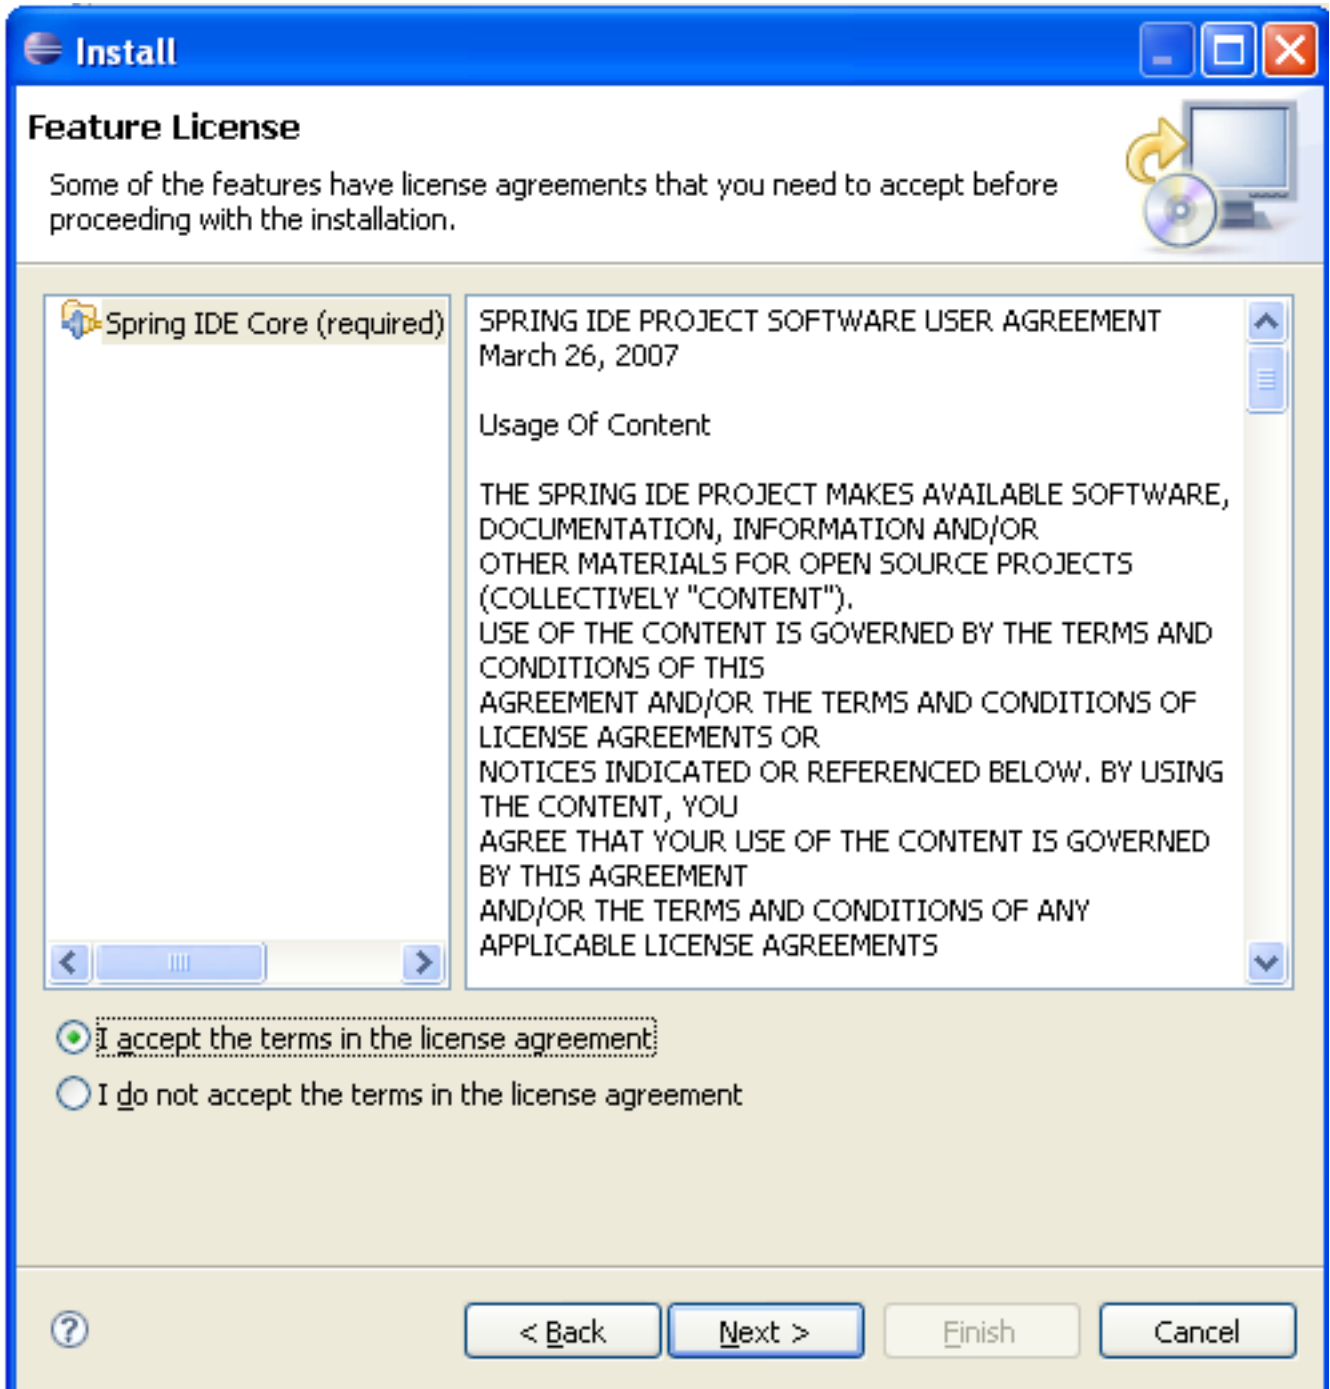 Install
Feature License
Some of the features have license agreements that you need to accept before
proceeding with the installation.
Spring IDE Core (required)
SPRING IDE PROJECT SOFTWARE USER AGREEMENT
March 26, 2007
Usage Of Content
THE SPRING IDE PROJECT MAKES AVAILABLE SOFTWARE,
DOCUMENTATION, INFORMATION AND/OR
OTHER MATERIALS FOR OPEN SOURCE PROJECTS
(COLLECTIVELY "CONTENT").
USE OF THE CONTENT IS GOVERNED BY THE TERMS AND
CONDITIONS OF THIS
AGREEMENT AND/OR THE TERMS AND CONDITIONS OF
LICENSE AGREEMENTS OR
NOTICES INDICATED OR REFERENCED BELOW. BY USING
THE CONTENT, YOU
AGREE THAT YOUR USE OF THE CONTENT IS GOVERNED
BY THIS AGREEMENT
AND/OR THE TERMS AND CONDITIONS OF ANY
APPLICABLE LICENSE AGREEMENTS
I accept the terms in the license agreement
I do not accept the terms in the license agreement
? < Back Next > Finish Cancel